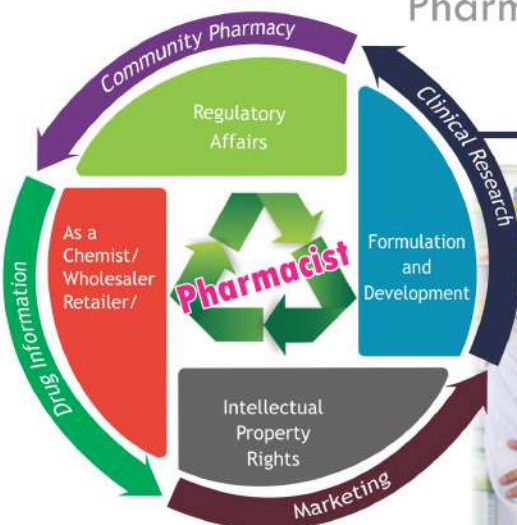 Pharm
Community Pharmacy
Clinical Research
Regulatory
Affairs
As a
Chemist/
Wholesaler
Retailer/
Pharmacist
Formulation
and
Development
Drug Information
Intellectual
Property
Rights
Marketing